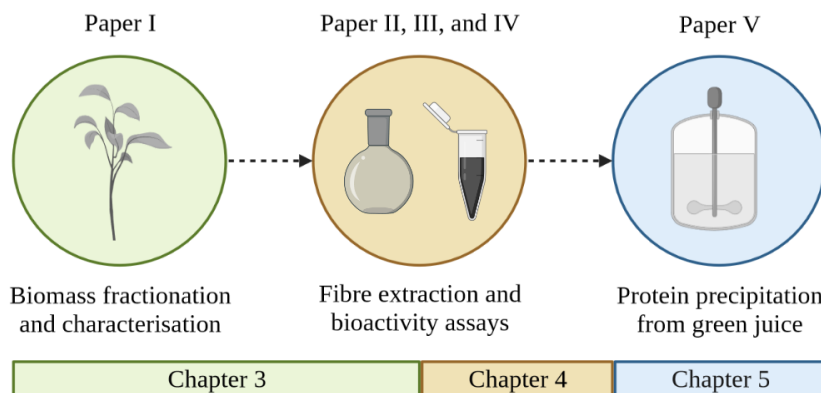 Paper I
Paper II, III, and IV
Paper V
Biomass fractionation
and characterisation
Fibre extraction and
bioactivity assays
Protein precipitation
from green juice
Chapter 3
Chapter 4
Chapter 5